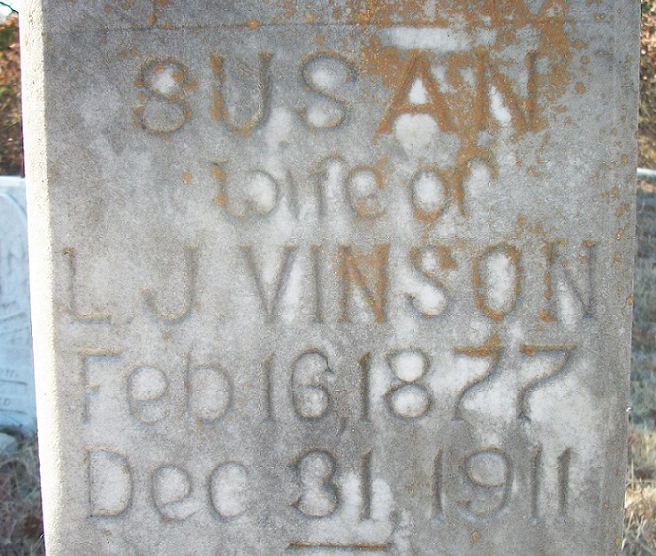 SUSAN
wife of
L.J. VINSON
Feb. 16, 1877
Dec. 31, 1911